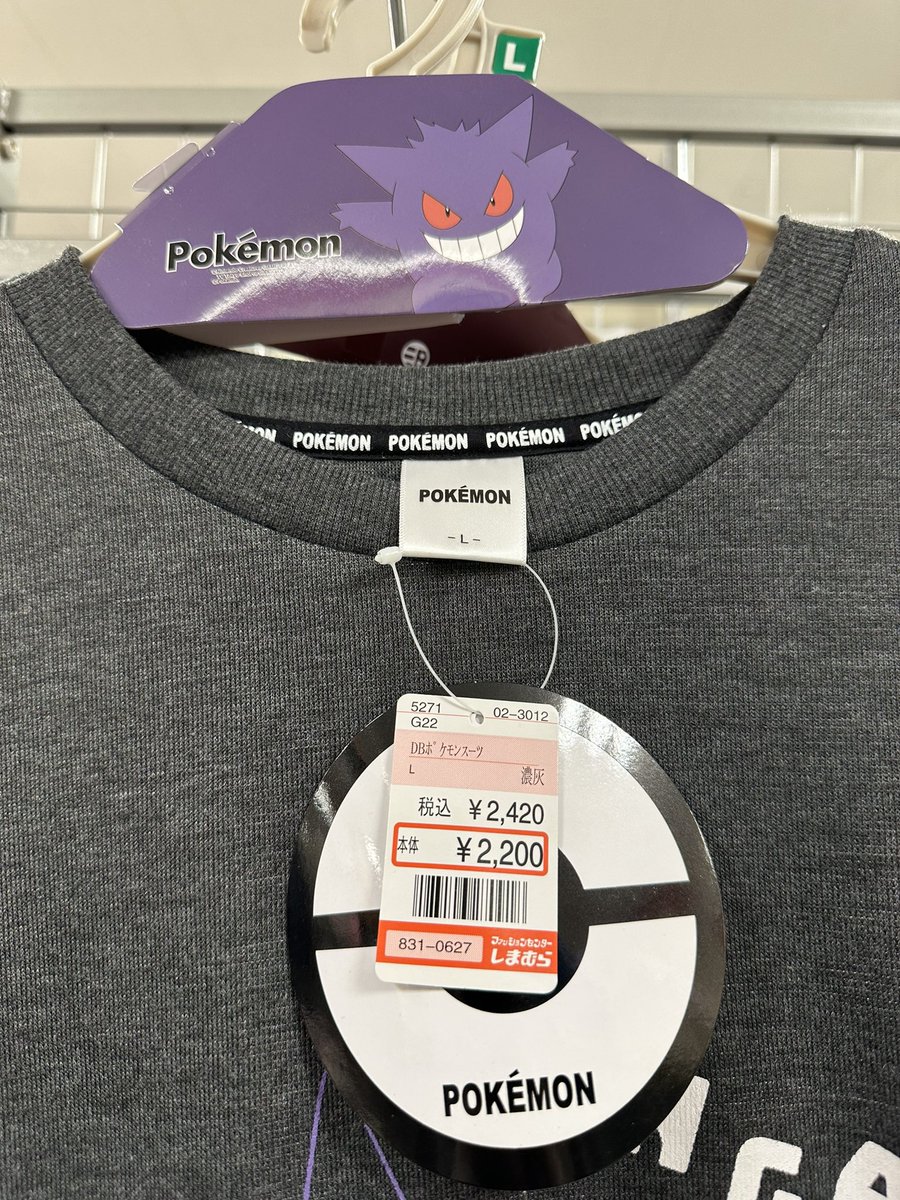 L
Pokémon
POKÉMON POKÉMON POKÉMON
POKÉMON
-L-
5271
02-3012
G22
DBポケモンスーツ
L
濃灰
税込 ¥2,420
本体 ¥2,200
831-0627
ファッションセンター
しまむら
POKÉMON